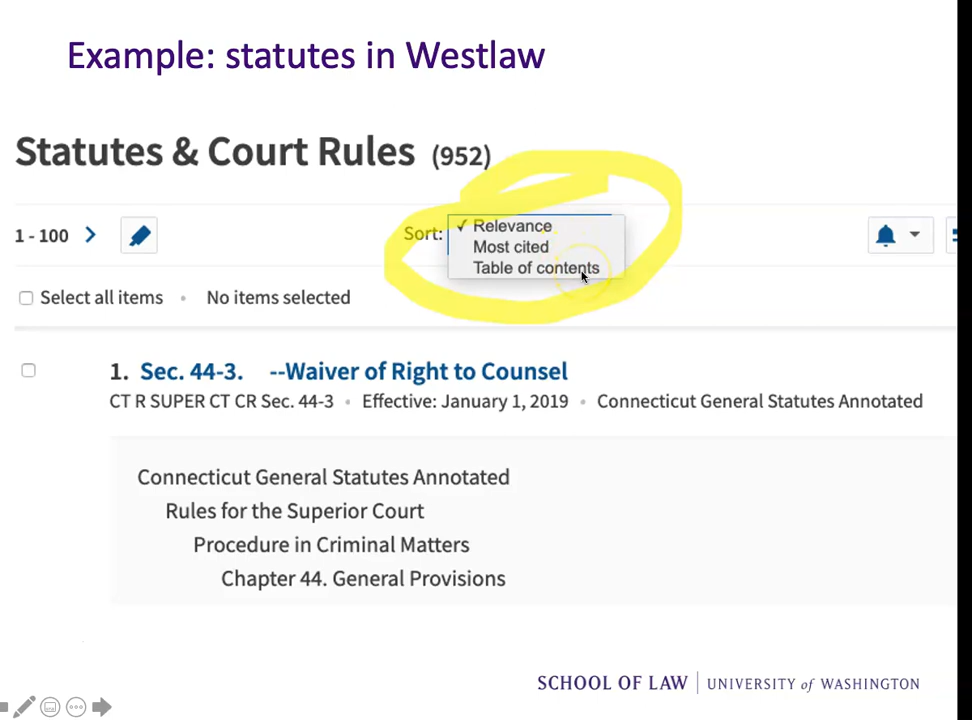 Example: statutes in Westlaw
Statutes & Court Rules (952)
1 - 100
Sort:
✓ Relevance
Most cited
Table of contents
Select all items • No items selected
1. Sec. 44-3. --Waiver of Right to Counsel
CT R SUPER CT CR Sec. 44-3 • Effective: January 1, 2019 • Connecticut General Statutes Annotated
Connecticut General Statutes Annotated
Rules for the Superior Court
Procedure in Criminal Matters
Chapter 44. General Provisions
SCHOOL OF LAW | UNIVERSITY of WASHINGTON